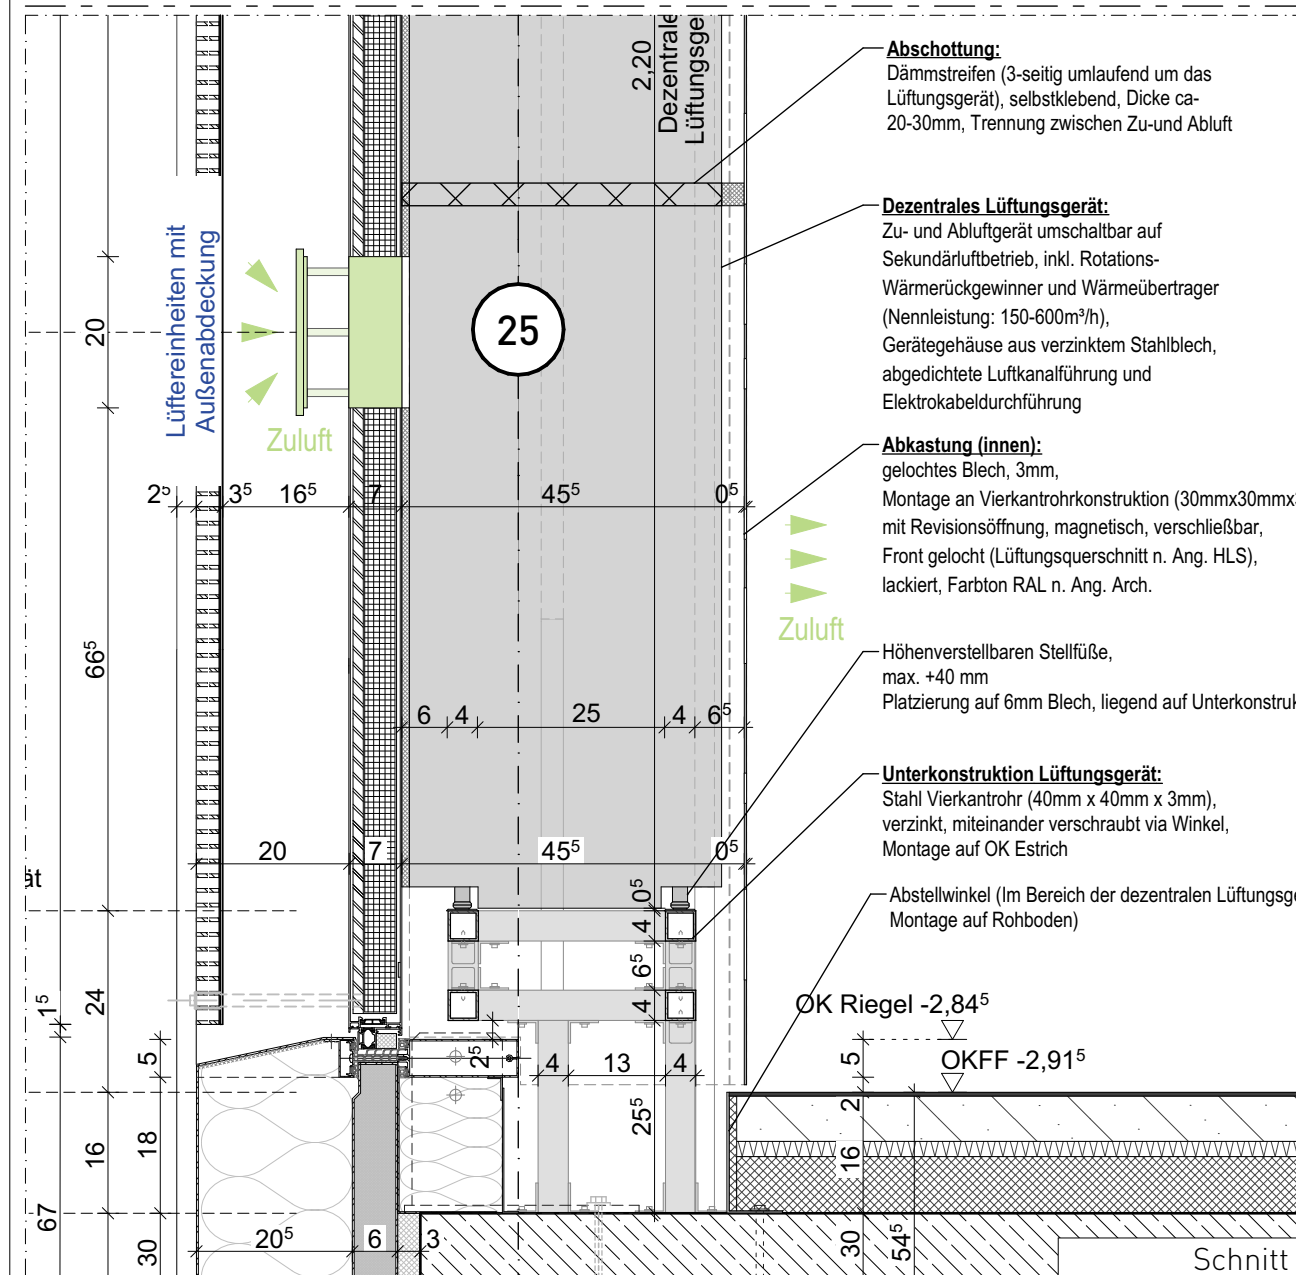 2,20
Dezentrale
Lüftungsge
Abschottung:
Dämmstreifen (3-seitig umlaufend um das
Lüftungsgerät), selbstklebend, Dicke ca-
20-30mm, Trennung zwischen Zu-und Abluft
Dezentrales Lüftungsgerät:
Zu- und Abluftgerät umschaltbar auf
Sekundärluftbetrieb, inkl. Rotations-
Wärmerückgewinner und Wärmeübertrager
(Nennleistung: 150-600m³/h),
Gerätegehäuse aus verzinktem Stahlblech,
abgedichtete Luftkanalführung und
Elektrokabeldurchführung
Lüftereinheiten mit
Außenabdeckung
20
25
Zuluft
Abkastung (innen):
gelochtes Blech, 3mm,
Montage an Vierkantrohrkonstruktion (30mmx30mmx
mit Revisionsöffnung, magnetisch, verschließbar,
Front gelocht (Lüftungsquerschnitt n. Ang. HLS),
lackiert, Farbton RAL n. Ang. Arch.
2⁵ 3⁵ 16⁵ 7 45⁵ 0⁵
Zuluft
66⁵
Höhenverstellbaren Stellfüße,
max. +40 mm
Platzierung auf 6mm Blech, liegend auf Unterkonstruk
6 4 25 4 6⁵
Unterkonstruktion Lüftungsgerät:
Stahl Vierkantrohr (40mm x 40mm x 3mm),
verzinkt, miteinander verschraubt via Winkel,
Montage auf OK Estrich
20 7 45⁵ 0⁵
ät
0⁵
Abstellwinkel (Im Bereich der dezentralen Lüftungsge
Montage auf Rohboden)
4
6⁵
4
24
1⁵
OK Riegel -2,84⁵
5
2⁵
4 13 4
5
OKFF -2,91⁵
2
25⁵
16
18
16
67
30
20⁵ 6 3
30
54⁵
Schnitt